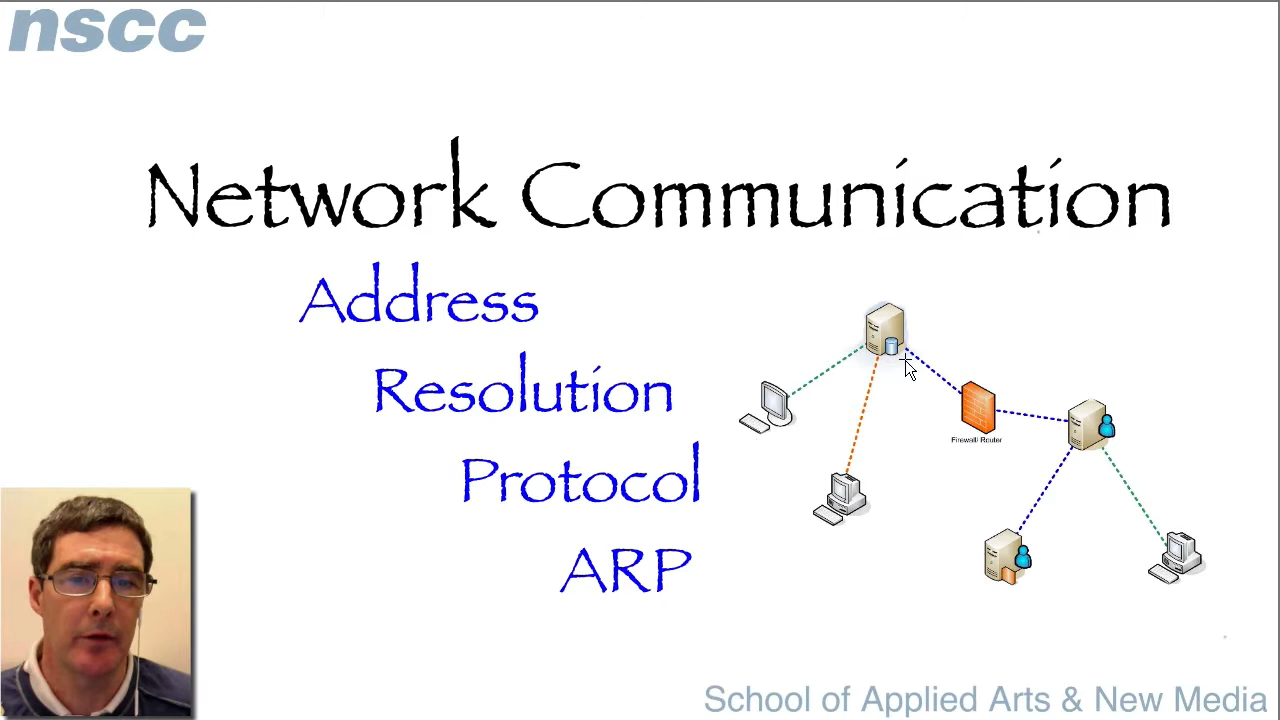 nscc
Network Communication
Address
Resolution
Protocol
ARP
Firewall/ Router
School of Applied Arts & New Media